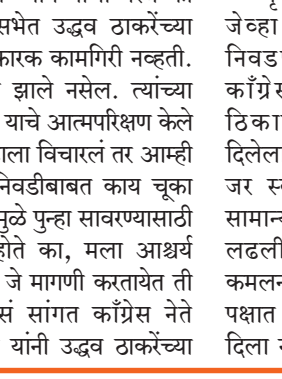 सभेत उद्धव ठाकरेंच्या
कारक कामगिरी नव्हती.
झाले नसेल. त्यांच्या
याचे आत्मपरिक्षण केले
ाला विचारलं तर आम्ही
निवडीबाबत काय चूका
मुळे पुन्हा सावरण्यासाठी
होते का, मला आश्चर्य
जे मागणी करतायेत ती
सं सांगत काँग्रेस नेते
यांनी उद्धव ठाकरेंच्या
जेव्हा
निवड
काँग्रेस
ठिका
दिलेल
जर स्
सामान्
लढली
कमलन
पक्षात
दिला